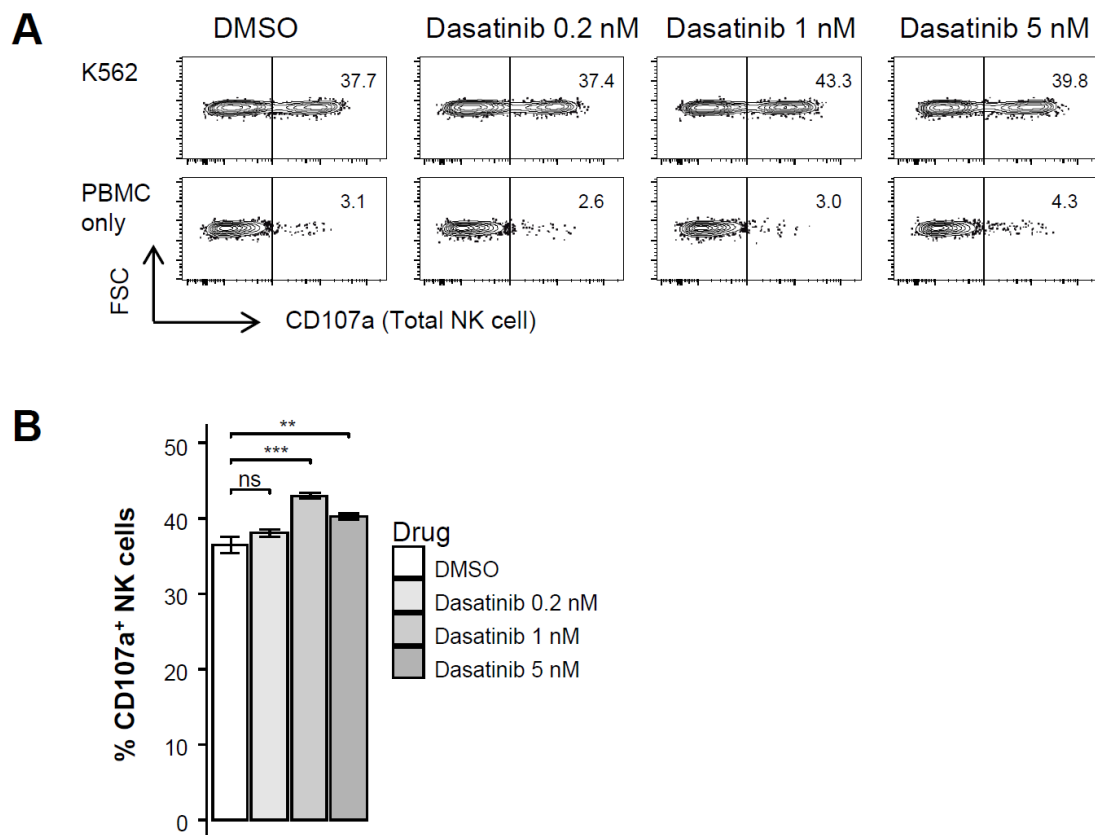 A
DMSO Dasatinib 0.2 nM Dasatinib 1 nM Dasatinib 5 nM
K562
37.7 37.4 43.3 39.8
PBMC
only
3.1 2.6 3.0 4.3
FSC
CD107a (Total NK cell)
B
% CD107a⁺ NK cells
50
40
30
20
10
0
**
***
ns
Drug
DMSO
Dasatinib 0.2 nM
Dasatinib 1 nM
Dasatinib 5 nM